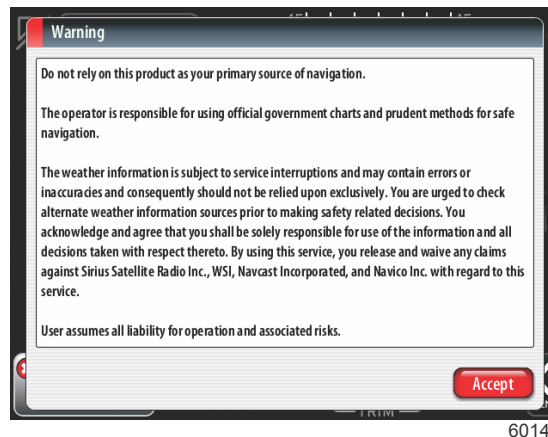 Warning
Do not rely on this product as your primary source of navigation.
The operator is responsible for using official government charts and prudent methods for safe
navigation.
The weather information is subject to service interruptions and may contain errors or
inaccuracies and consequently should not be relied upon exclusively. You are urged to check
alternate weather information sources prior to making safety related decisions. You
acknowledge and agree that you shall be solely responsible for use of the information and all
decisions taken with respect thereto. By using this service, you release and waive any claims
against Sirius Satellite Radio Inc., WSI, Navcast Incorporated, and Navico Inc. with regard to this
service.
User assumes all liability for operation and associated risks.
Accept
TRIM
6014